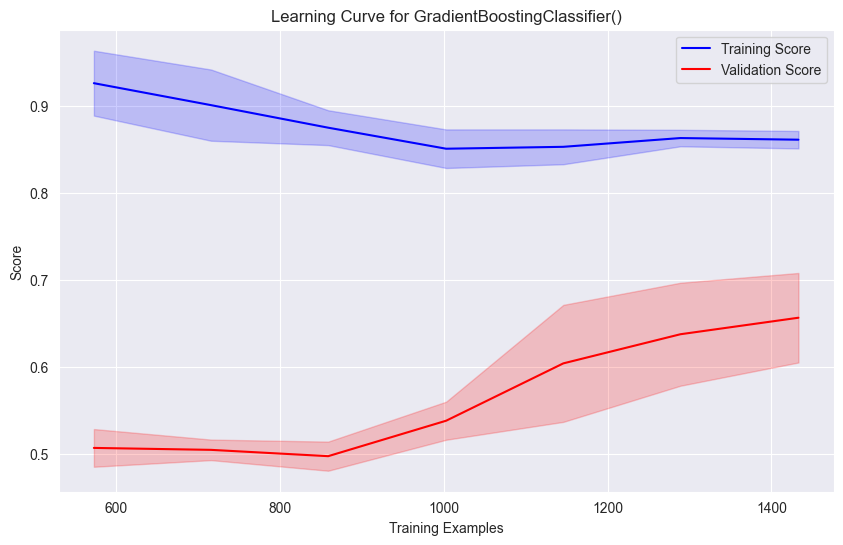 Learning Curve for GradientBoostingClassifier()
Training Score
Validation Score
Score
0.9
0.8
0.7
0.6
0.5
600 800 1000 1200 1400
Training Examples